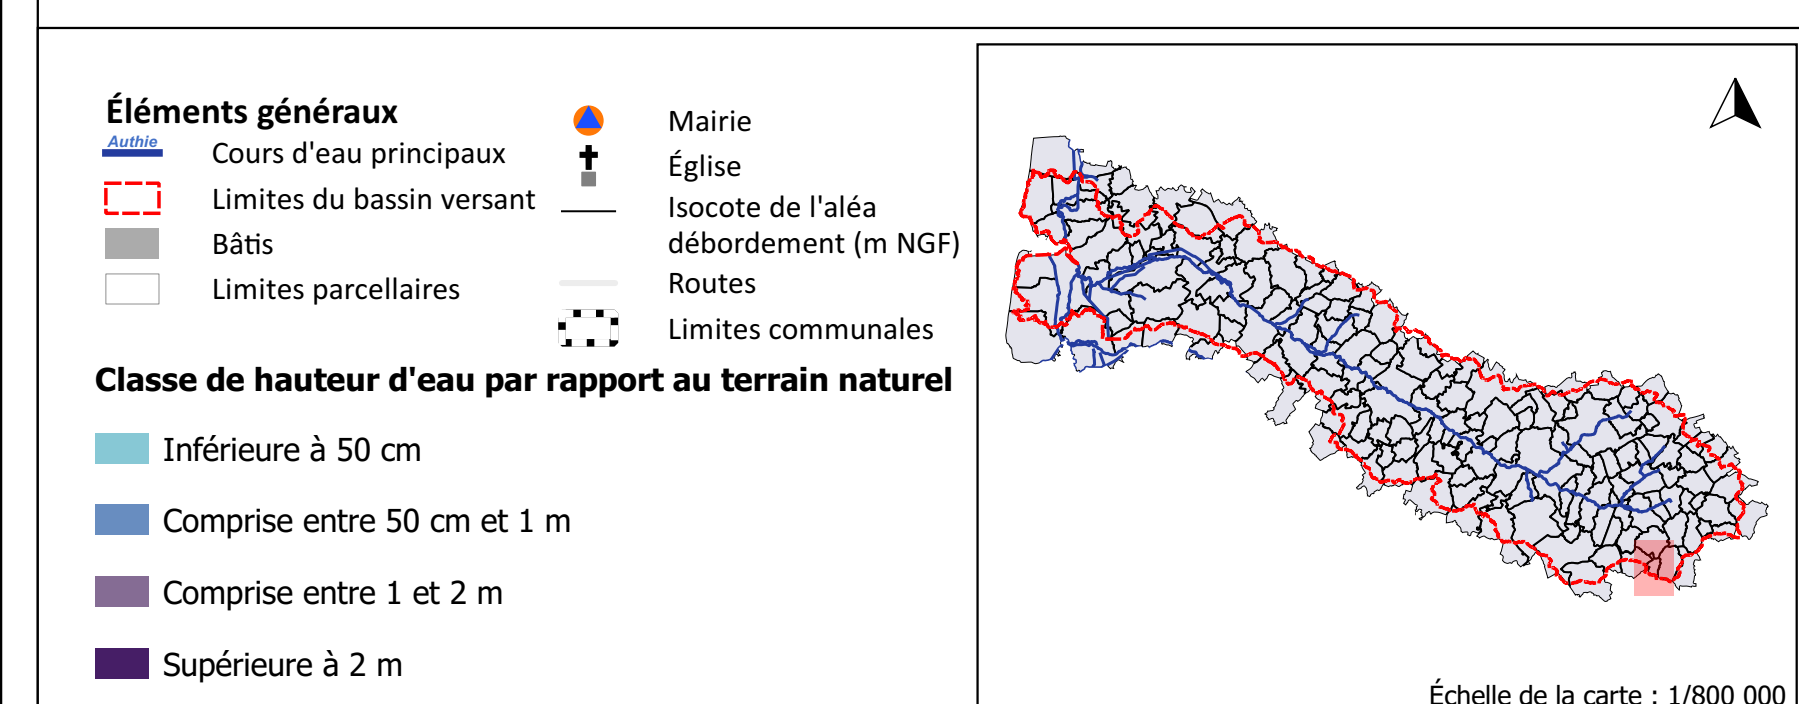 Éléments généraux
Authie
Cours d'eau principaux
Limites du bassin versant
Bâtis
Limites parcellaires
Mairie
Église
Isocote de l'aléa
débordement (m NGF)
Routes
Limites communales
Classe de hauteur d'eau par rapport au terrain naturel
Inférieure à 50 cm
Comprise entre 50 cm et 1 m
Comprise entre 1 et 2 m
Supérieure à 2 m
Échelle de la carte : 1/800 000